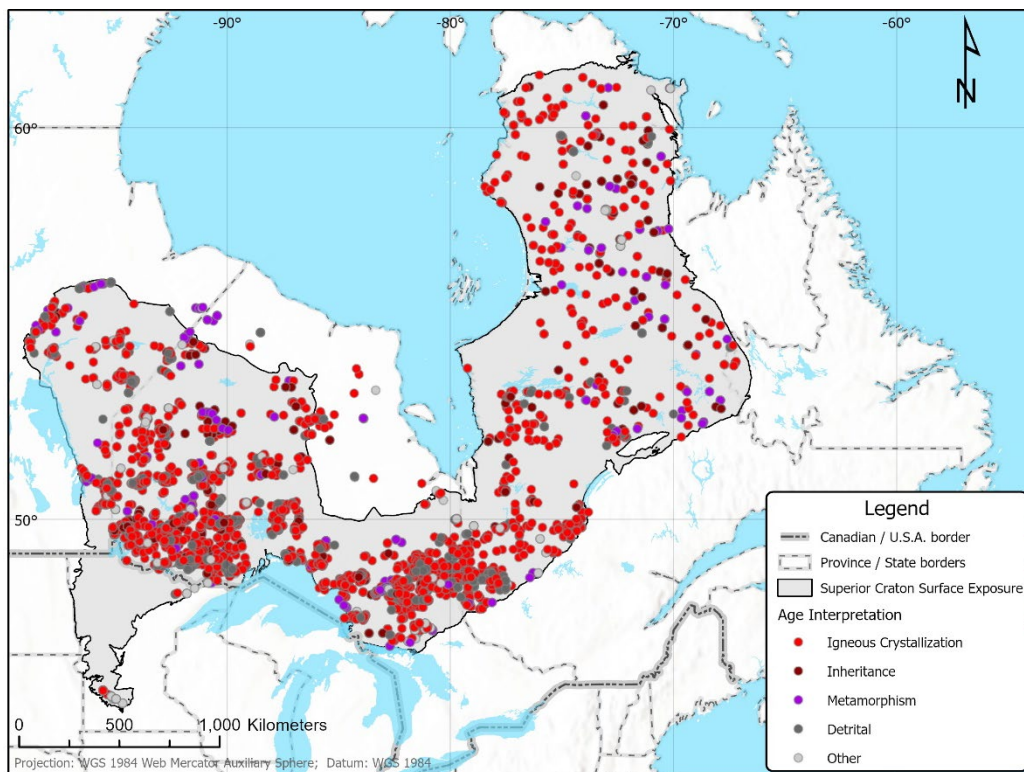 -90°
-80°
-70°
-60°
N
60°
50°
Legend
Canadian / U.S.A. border
Province / State borders
Superior Craton Surface Exposure
Age Interpretation
Igneous Crystallization
Inheritance
Metamorphism
Detrital
Other
0 500 1,000 Kilometers
Projection: WGS 1984 Web Mercator Auxiliary Sphere; Datum: WGS 1984